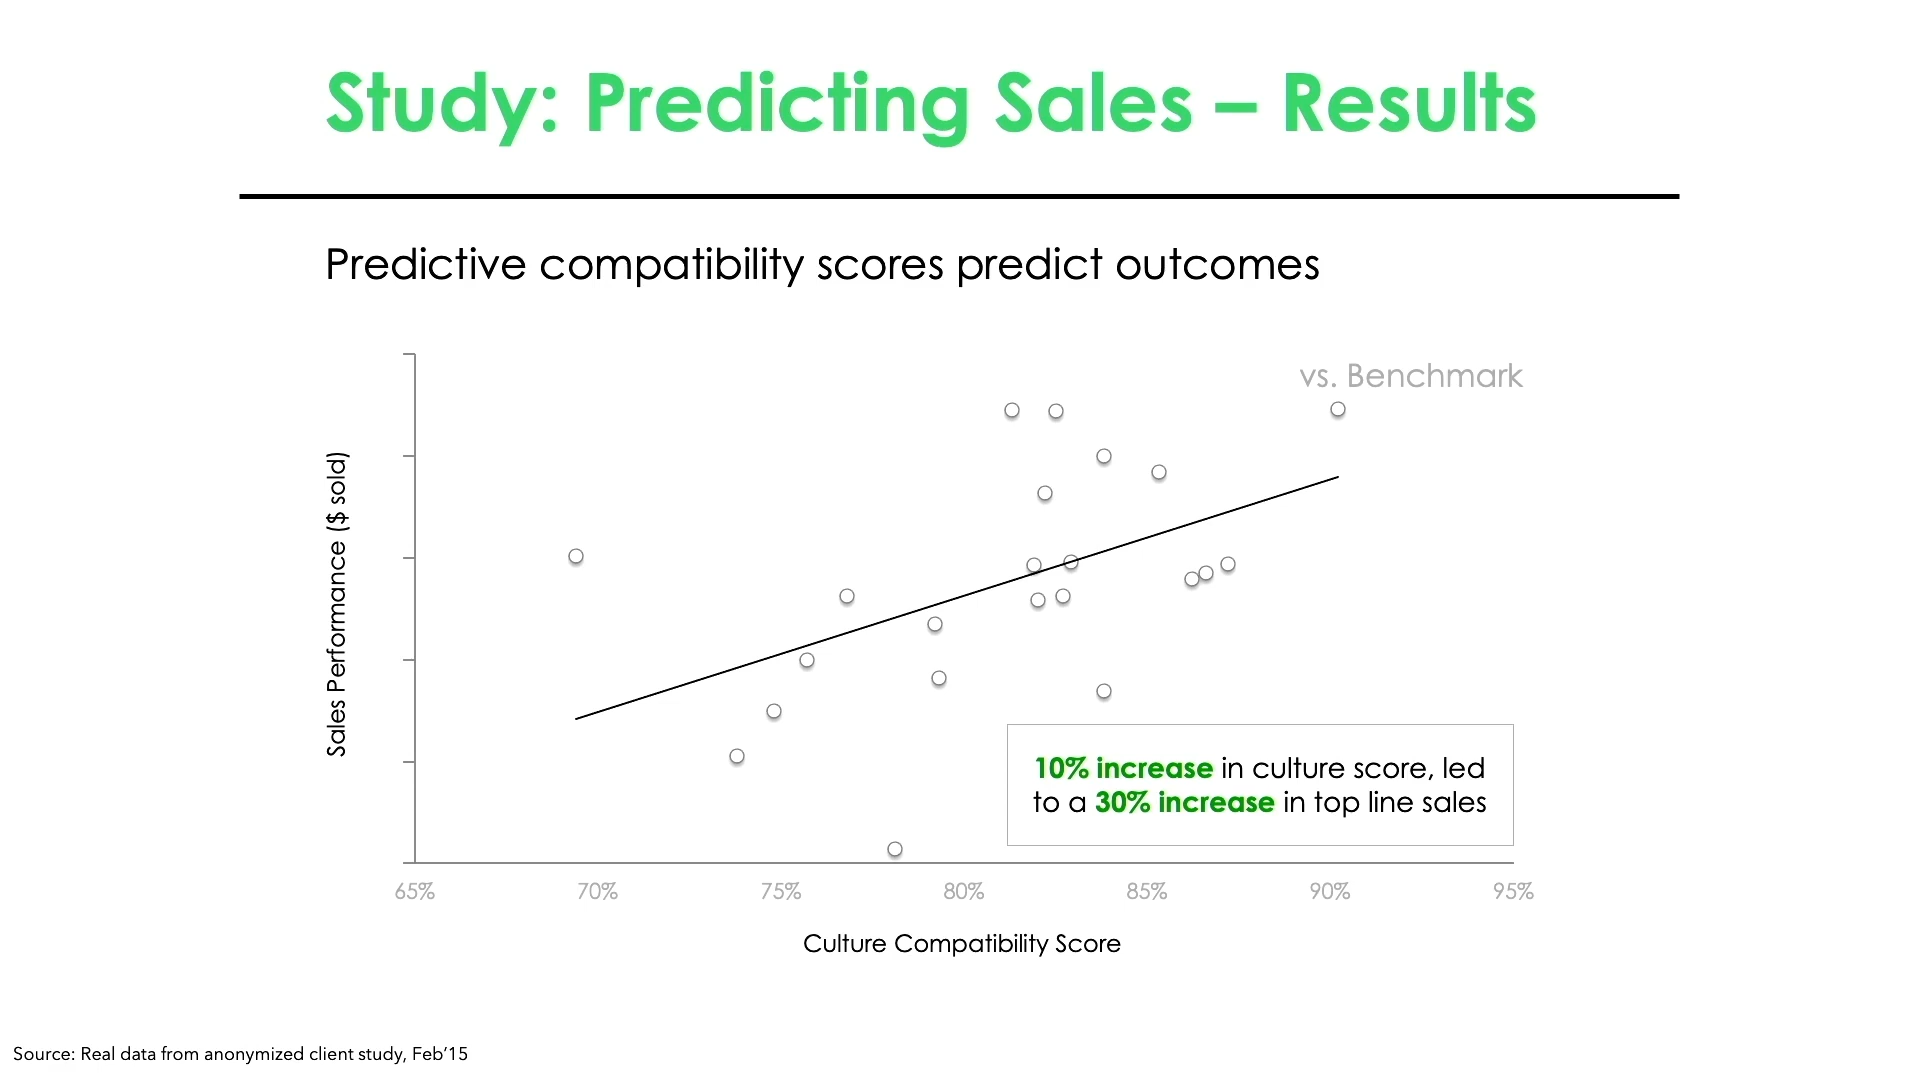 Study: Predicting Sales – Results
Predictive compatibility scores predict outcomes
vs. Benchmark
Sales Performance ($ sold)
10% increase in culture score, led
to a 30% increase in top line sales
65%
70%
75%
80%
85%
90%
95%
Culture Compatibility Score
Source: Real data from anonymized client study, Feb’15